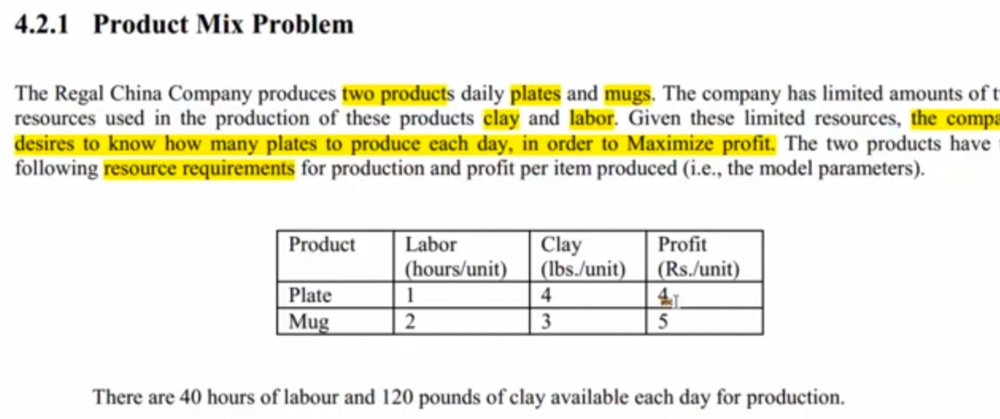 4.2.1 Product Mix Problem
The Regal China Company produces two products daily plates and mugs. The company has limited amounts of
resources used in the production of these products clay and labor. Given these limited resources, the
desires to know how many plates to produce each day, in order to Maximize profit. The two products have
following resource requirements for production and profit per item produced (i.e., the model parameters).
Product Labor Clay Profit
(hours/unit) (lbs./unit) (Rs./unit)
Plate 1 4 4
Mug 2 3 5
There are 40 hours of labour and 120 pounds of clay available each day for production.